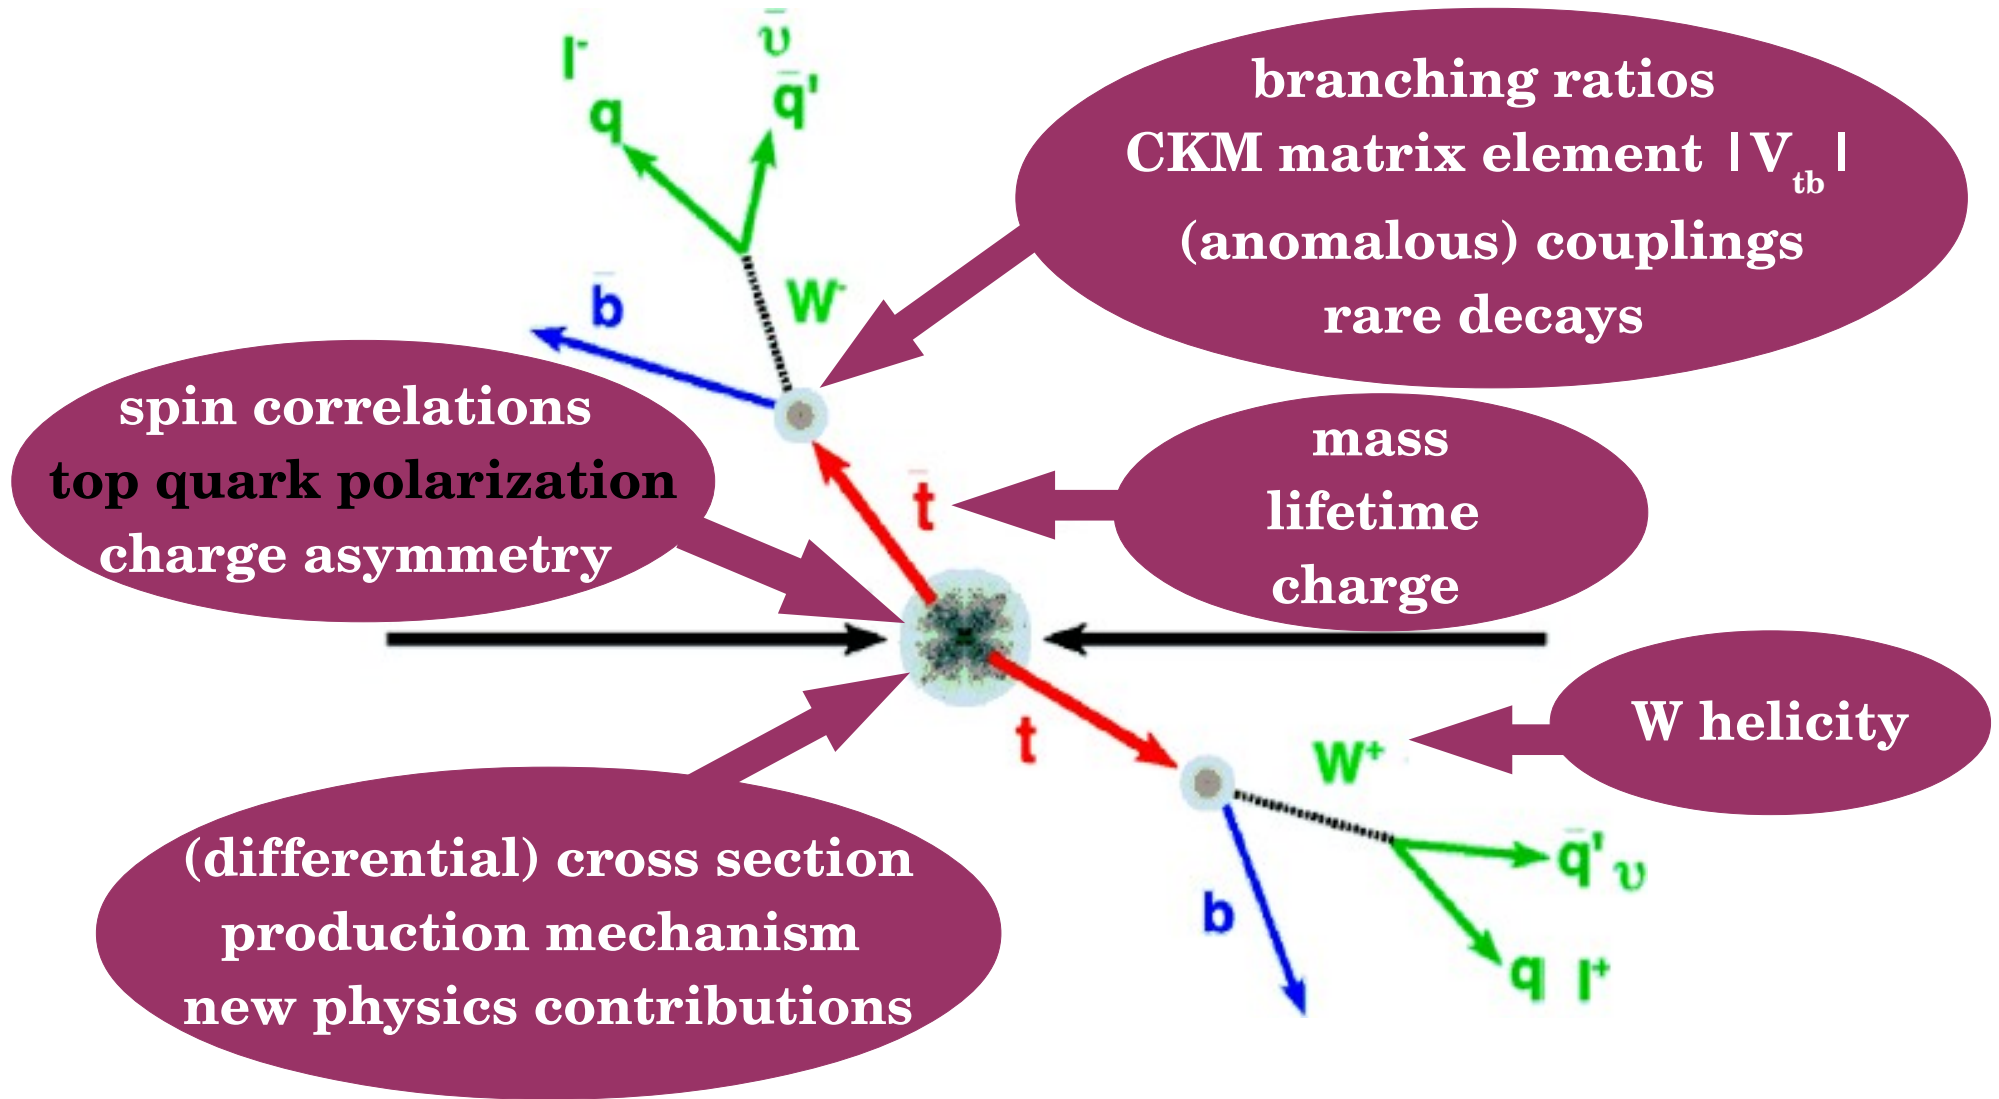 l⁻
ῡ
q
q̄'
branching ratios
CKM matrix element |V_tb|
(anomalous) couplings
rare decays
b̄
W⁻
spin correlations
top quark polarization
charge asymmetry
t̄
mass
lifetime
charge
t
W⁺
W helicity
q̄' υ
b
q l⁺
(differential) cross section
production mechanism
new physics contributions